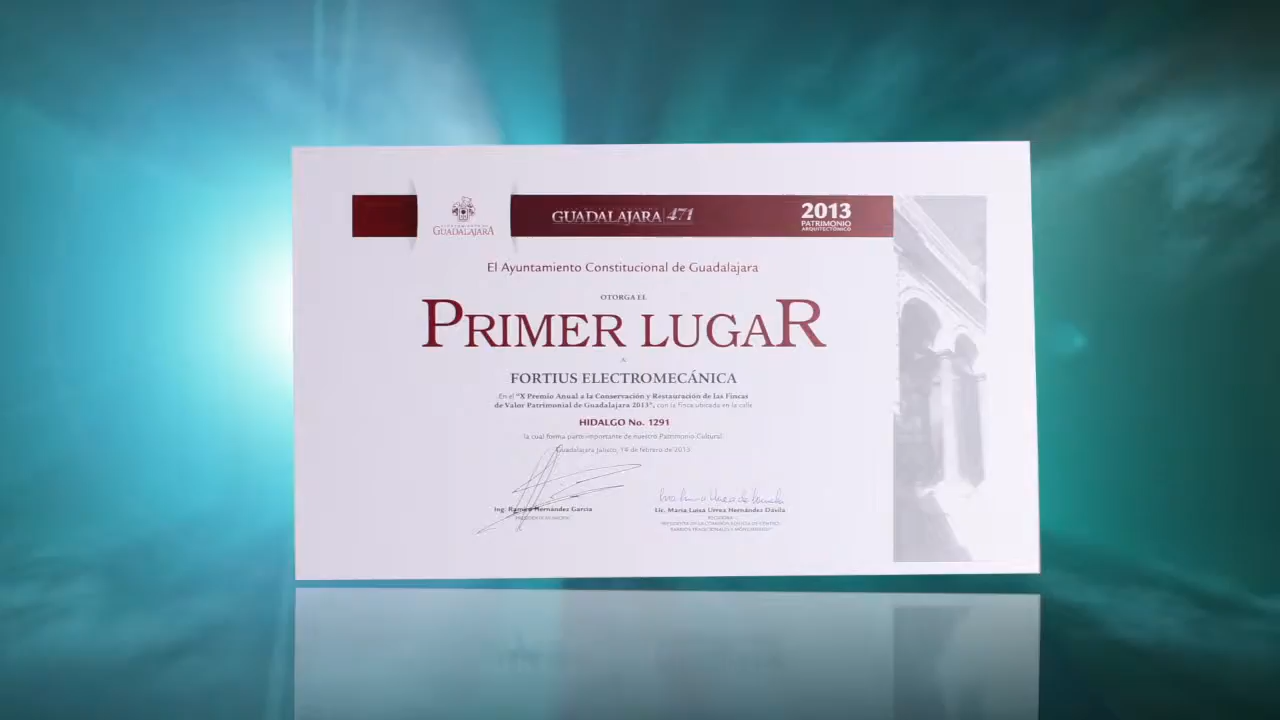 GUADALAJARA
GUADALAJARA 471
2013
PATRIMONIO
ARQUITECTÓNICO
El Ayuntamiento Constitucional de Guadalajara
OTORGA EL
PRIMER LUGAR
A:
FORTIUS ELECTROMECÁNICA
En el "X Premio Anual a la Conservación y Restauración de las Fincas
de Valor Patrimonial de Guadalajara 2013", con la finca ubicada en la calle
HIDALGO No. 1291
la cual forma parte importante de nuestro Patrimonio Cultural.
Guadalajara Jalisco, 14 de febrero de 2013
Ing. Ramiro Hernández García
Lic. María Luisa Urrea Hernández Dávila